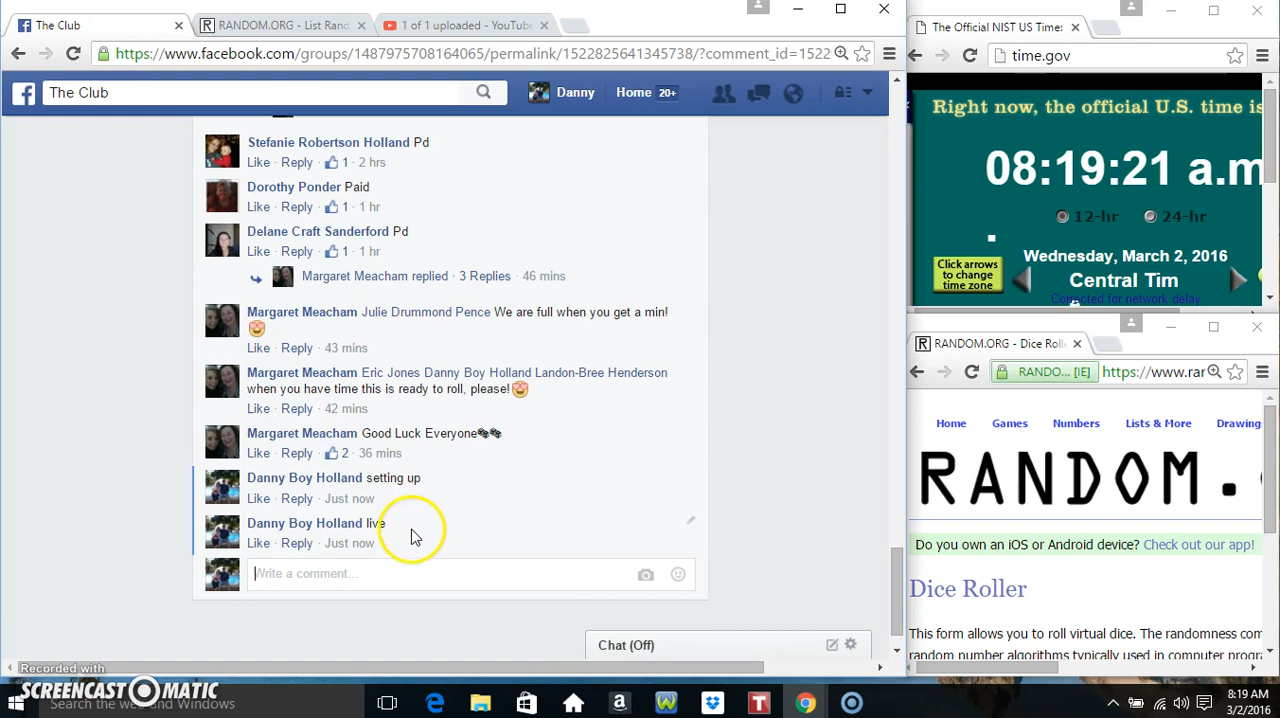 The Club
RANDOM.ORG - List Rand
1 of 1 uploaded - YouTube
https://www.facebook.com/groups/1487975708164065/permalink/1522825641345738/?comment_id=1522
The Club
Danny
Home 20+
Stefanie Robertson Holland Pd
Like · Reply · 1 · 2 hrs
Dorothy Ponder Paid
Like · Reply · 1 · 1 hr
Delane Craft Sanderford Pd
Like · Reply · 1 · 1 hr
Margaret Meacham replied · 3 Replies · 46 mins
Margaret Meacham Julie Drummond Pence We are full when you get a min!
Like · Reply · 43 mins
Margaret Meacham Eric Jones Danny Boy Holland Landon-Bree Henderson
when you have time this is ready to roll, please!
Like · Reply · 42 mins
Margaret Meacham Good Luck Everyone
Like · Reply · 2 · 36 mins
Danny Boy Holland setting up
Like · Reply · Just now
Danny Boy Holland live
Like · Reply · Just now
Write a comment...
Chat (Off)
Recorded with
SCREENCAST-O-MATIC
Search the web and Windows
The Official NIST US Time:
time.gov
Right now, the official U.S. time is
08:19:21 a.m
12-hr 24-hr
Wednesday, March 2, 2016
Click arrows
to change
time zone
Central Tim
Corrected for network delay
RANDOM.ORG - Dice Rolle
RANDO... [IE]
https://www.rar
Home Games Numbers Lists & More Drawings
RANDOM.
Do you own an iOS or Android device? Check out our app!
Dice Roller
This form allows you to roll virtual dice. The randomness com
random number algorithms typically used in computer progra
8:19 AM
3/2/2016